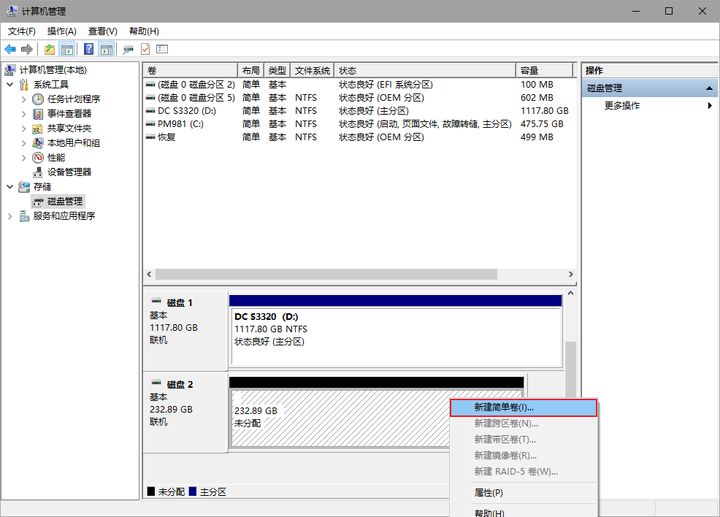 计算机管理
文件(F) 操作(A) 查看(V) 帮助(H)
计算机管理(本地)
系统工具
任务计划程序
事件查看器
共享文件夹
本地用户和组
性能
设备管理器
存储
磁盘管理
服务和应用程序
卷 布局 类型 文件系统 状态 容量
(磁盘 0 磁盘分区 2) 简单 基本 状态良好 (EFI 系统分区) 100 MB
(磁盘 0 磁盘分区 5) 简单 基本 NTFS 状态良好 (OEM 分区) 602 MB
DC S3320 (D:) 简单 基本 NTFS 状态良好 (主分区) 1117.80 GB
PM981 (C:) 简单 基本 NTFS 状态良好 (启动, 页面文件, 故障转储, 主分区) 475.75 GB
恢复 简单 基本 NTFS 状态良好 (OEM 分区) 499 MB
操作
磁盘管理
更多操作
磁盘 1
基本
1117.80 GB
联机
DC S3320 (D:)
1117.80 GB NTFS
状态良好 (主分区)
磁盘 2
基本
232.89 GB
联机
232.89 GB
未分配
新建简单卷(I)...
新建跨区卷(N)...
新建带区卷(T)...
新建镜像卷(R)...
新建 RAID-5 卷(W)...
属性(P)
帮助(H)
未分配 主分区